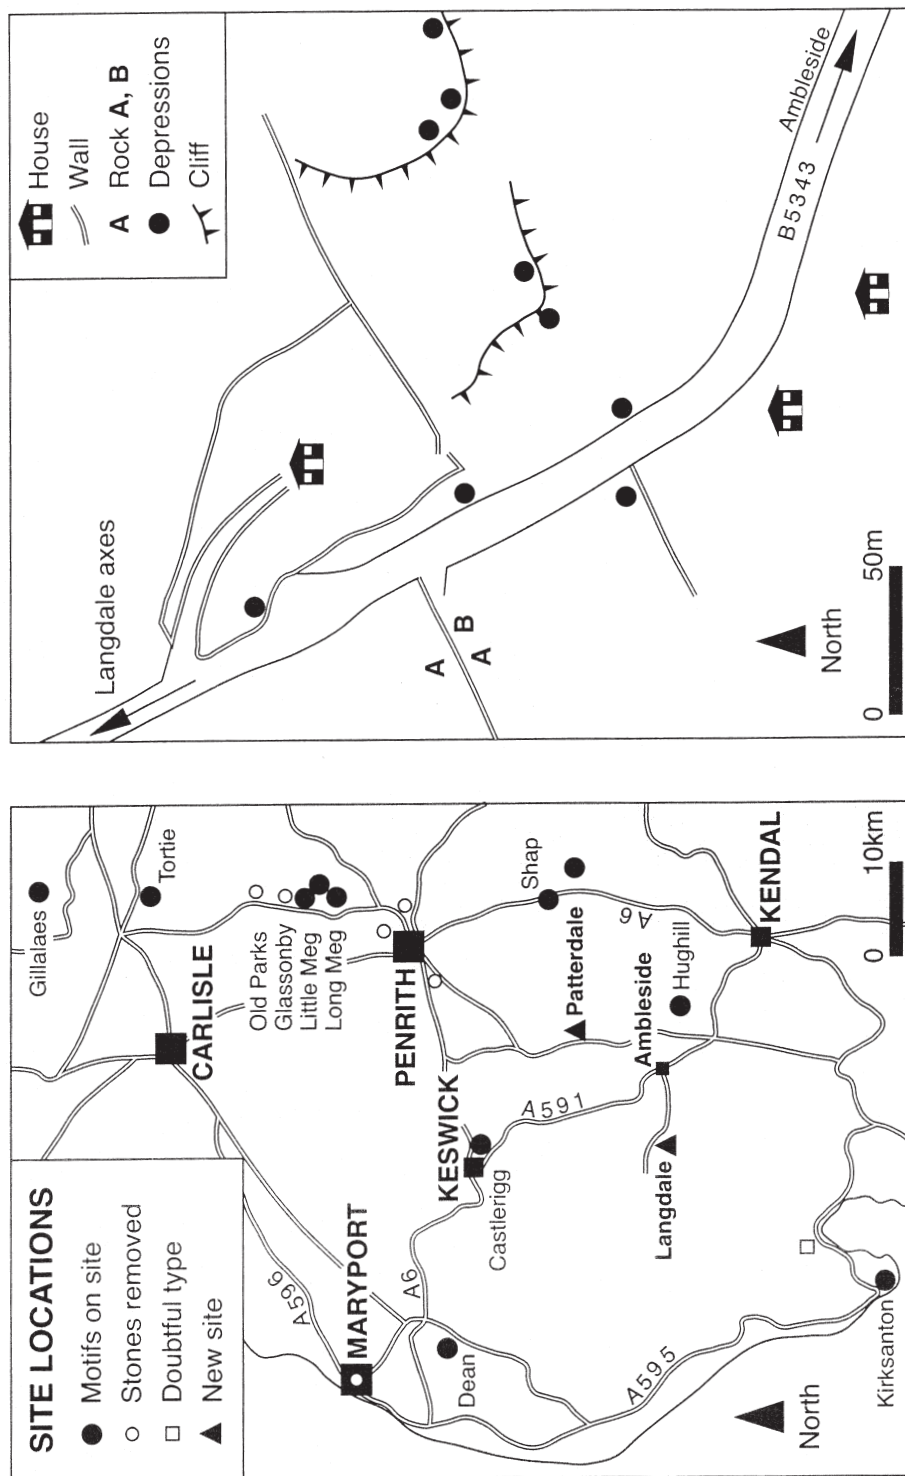 SITE LOCATIONS
Motifs on site
Stones removed
Doubtful type
New site
Gillalaes
Tortie
CARLISLE
Old Parks
Glassonby
Little Meg
Long Meg
PENRITH
A596
MARYPORT
A6
KESWICK
Castlerigg
Dean
A591
Shap
Patterdale
A6
Ambleside
Hughill
Langdale
KENDAL
A595
Kirksanton
North
0
10km
Langdale axes
House
Wall
A
Rock A, B
Depressions
Cliff
A
B
A
B5343
Ambleside
North
0
50m